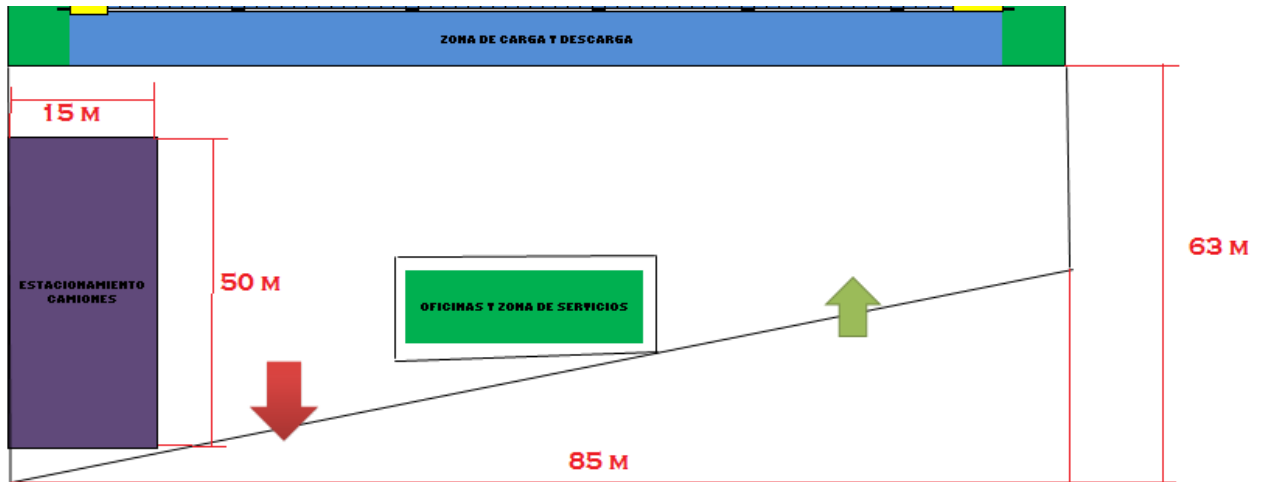 ZONA DE CARGA Y DESCARGA
15 M
63 M
50 M
ESTACIONAMIENTO
CAMIONES
OFICINAS Y ZONA DE SERVICIOS
85 M